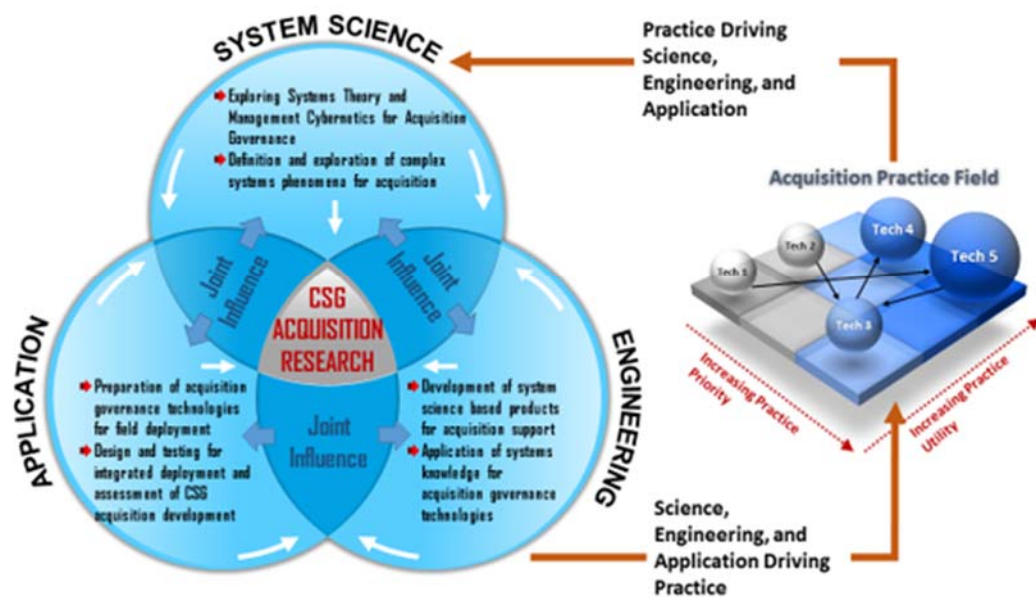 SYSTEM SCIENCE
Exploring Systems Theory and
Management Cybernetics for Acquisition
Governance
Definition and exploration of complex
systems phenomena for acquisition
Joint
Influence
Joint
Influence
CSG
ACQUISITION
RESEARCH
APPLICATION
Preparation of acquisition
governance technologies
for field deployment
Design and testing for
integrated deployment and
assessment of CSG
acquisition development
Joint
Influence
ENGINEERING
Development of system
science based products
for acquisition support
Application of systems
knowledge for
acquisition governance
technologies
Practice Driving
Science,
Engineering, and
Application
Acquisition Practice Field
Tech 1
Tech 2
Tech 4
Tech 5
Tech 3
Increasing Practice
Priority
Increasing Practice
Utility
Science,
Engineering, and
Application Driving
Practice